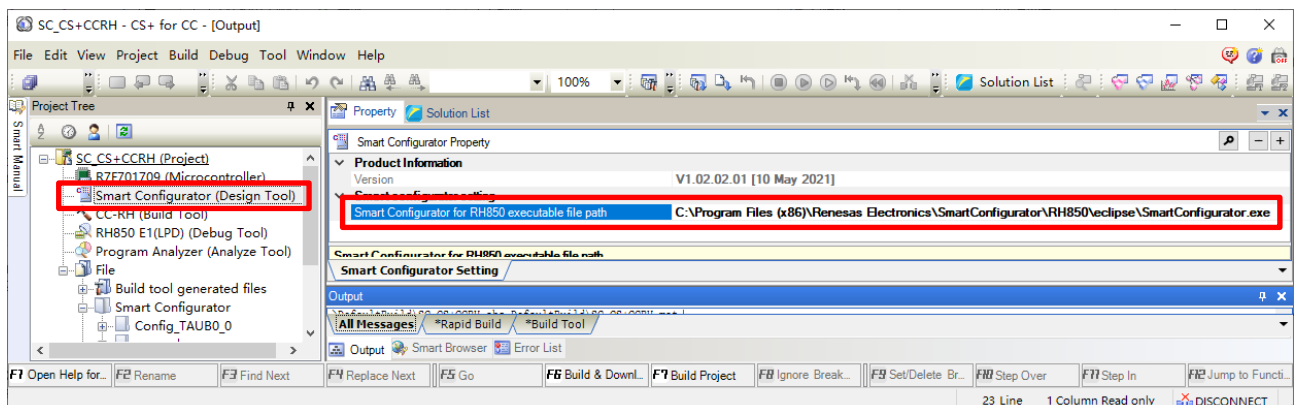 SC_CS+CCRH - CS+ for CC - [Output]
File Edit View Project Build Debug Tool Window Help
100% Solution List
Project Tree
Smart Manual
SC_CS+CCRH (Project)
R7F701709 (Microcontroller)
Smart Configurator (Design Tool)
CC-RH (Build Tool)
RH850 E1(LPD) (Debug Tool)
Program Analyzer (Analyze Tool)
File
Build tool generated files
Smart Configurator
Config_TAUB0_0
Property Solution List
Smart Configurator Property
Product Information
Version V1.02.02.01 [10 May 2021]
Smart configurator setting
Smart Configurator for RH850 executable file path C:\Program Files (x86)\Renesas Electronics\SmartConfigurator\RH850\eclipse\SmartConfigurator.exe
Smart Configurator for RH850 executable file path
Smart Configurator Setting
Output
All Messages *Rapid Build *Build Tool
Output Smart Browser Error List
F1 Open Help for... F2 Rename F3 Find Next F4 Replace Next F5 Go F6 Build & Downl... F7 Build Project F8 Ignore Break... F9 Set/Delete Br... F10 Step Over F11 Step In F12 Jump to Functi...
23 Line 1 Column Read only DISCONNECT